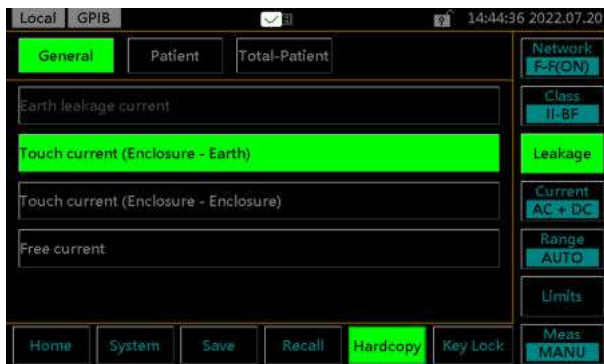 Local GPIB 14:44:36 2022.07.20
General Patient Total-Patient
Network
F-F(ON)
Earth leakage current
Class
II-BF
Touch current (Enclosure - Earth)
Leakage
Touch current (Enclosure - Enclosure)
Current
AC + DC
Free current
Range
AUTO
Limits
Home System Save Recall Hardcopy Key Lock
Meas
MANU